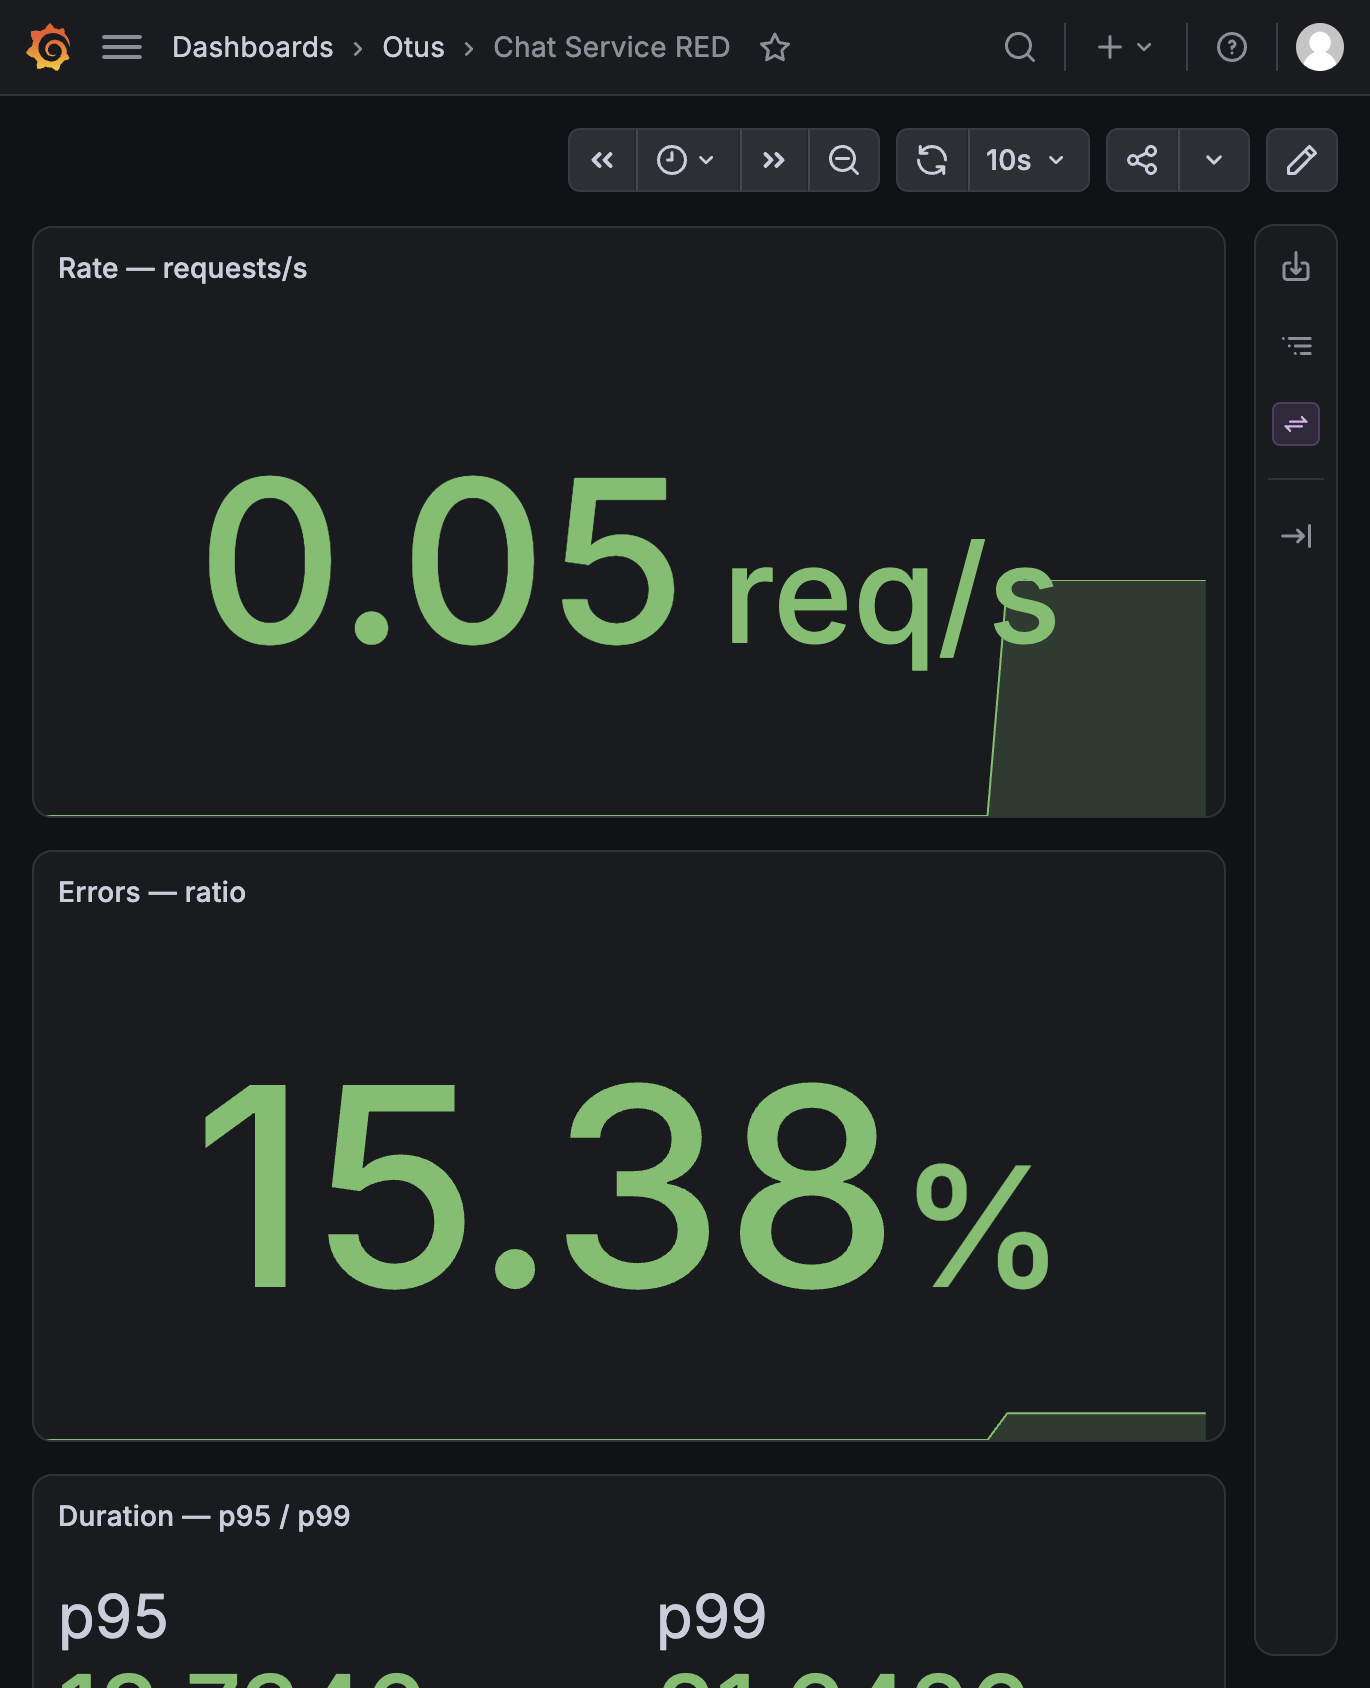 Dashboards › Otus › Chat Service RED
10s
Rate — requests/s
0.05 req/s
Errors — ratio
15.38%
Duration — p95 / p99
p95 p99